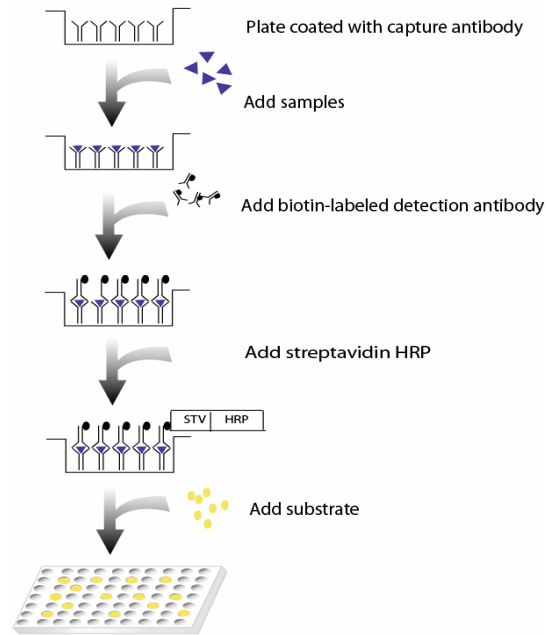 Plate coated with capture antibody
Add samples
Add biotin-labeled detection antibody
Add streptavidin HRP
STV HRP
Add substrate